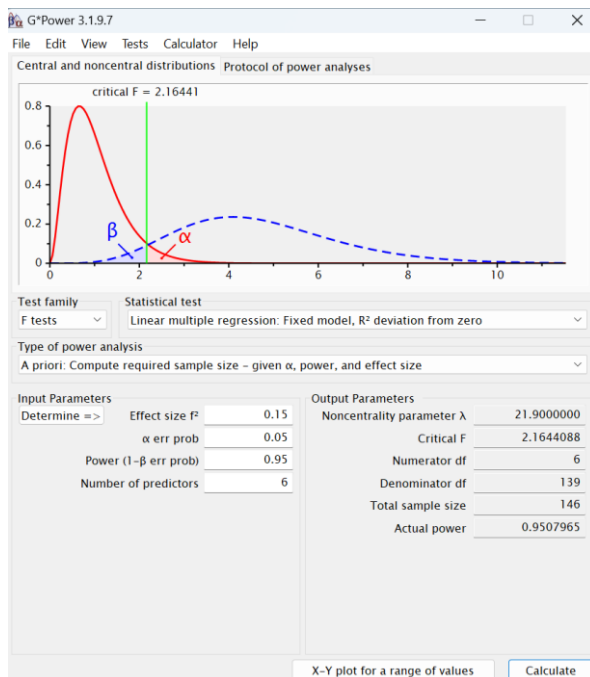 βα G*Power 3.1.9.7
File Edit View Tests Calculator Help
Central and noncentral distributions Protocol of power analyses
critical F = 2.16441
0.8
0.6
0.4
0.2
0
β
α
0 2 4 6 8 10
Test family Statistical test
F tests Linear multiple regression: Fixed model, R² deviation from zero
Type of power analysis
A priori: Compute required sample size – given α, power, and effect size
Input Parameters Output Parameters
Determine => Effect size f² 0.15 Noncentrality parameter λ 21.9000000
α err prob 0.05 Critical F 2.1644088
Power (1-β err prob) 0.95 Numerator df 6
Number of predictors 6 Denominator df 139
Total sample size 146
Actual power 0.9507965
X-Y plot for a range of values Calculate